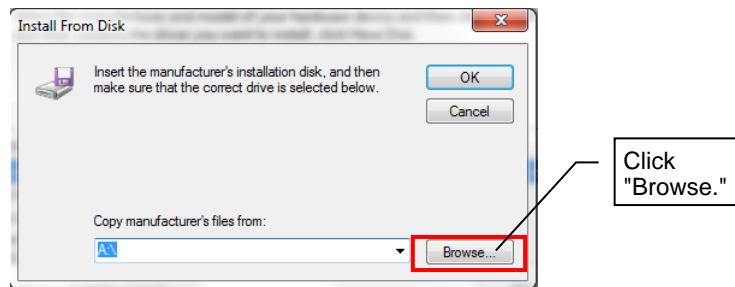 Install From Disk
Insert the manufacturer's installation disk, and then
make sure that the correct drive is selected below.
OK
Cancel
Click
"Browse."
Copy manufacturer's files from:
A:\
Browse...